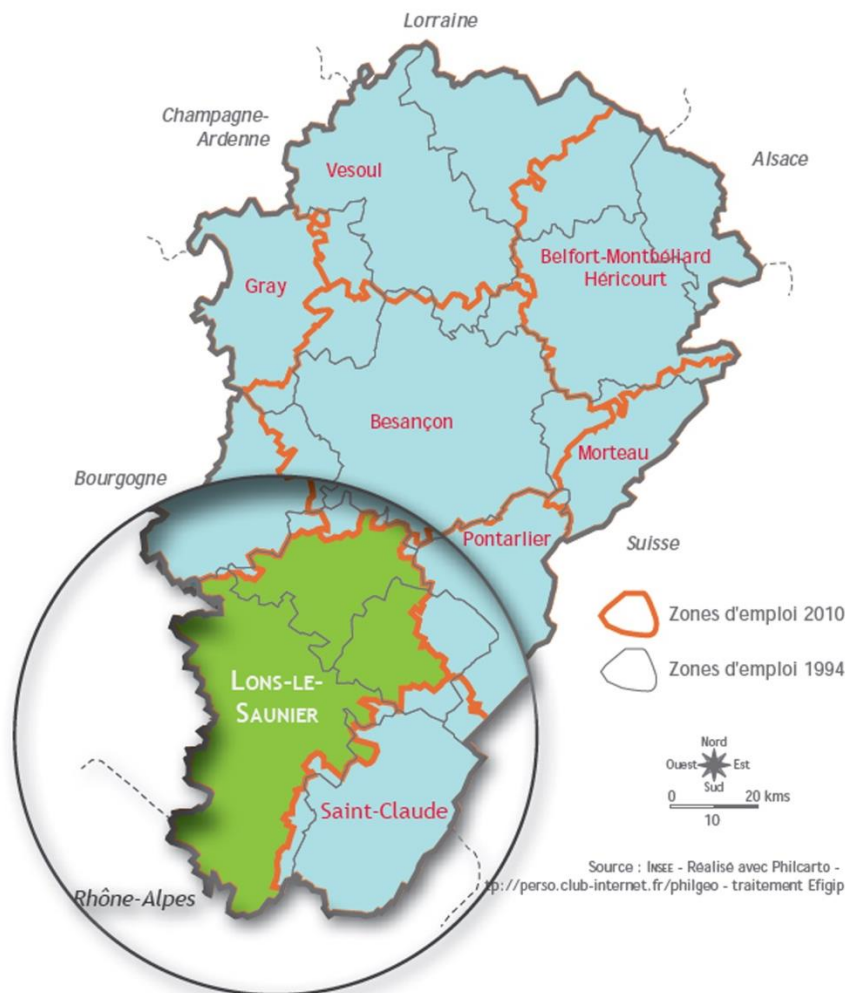 Lorraine
Champagne-
Ardenne
Alsace
Vesoul
Belfort-Montbéliard
Héricourt
Gray
Besançon
Morteau
Bourgogne
Pontarlier
Suisse
Zones d'emploi 2010
Zones d'emploi 1994
LONS-LE-
SAUNIER
Nord
Ouest Est
Sud
0 20 kms
10
Saint-Claude
Rhône-Alpes
Source : INSEE - Réalisé avec Philcarto -
tp://perso.club-internet.fr/philgeo - traitement Efigip